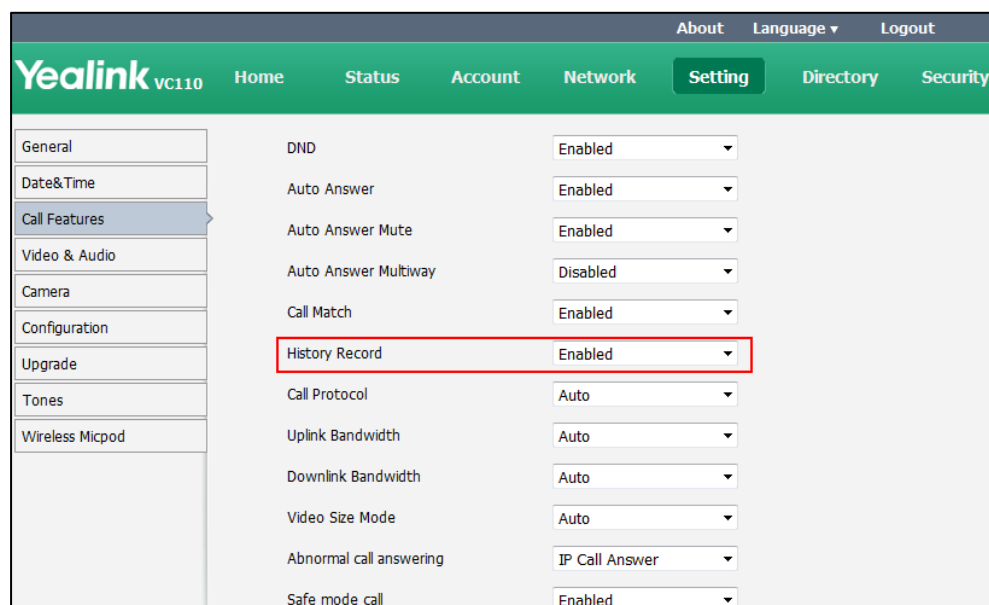 About Language Logout
Yealink VC110 Home Status Account Network Setting Directory Security
General
Date&Time
Call Features
Video & Audio
Camera
Configuration
Upgrade
Tones
Wireless Micpod
DND Enabled
Auto Answer Enabled
Auto Answer Mute Enabled
Auto Answer Multiway Disabled
Call Match Enabled
History Record Enabled
Call Protocol Auto
Uplink Bandwidth Auto
Downlink Bandwidth Auto
Video Size Mode Auto
Abnormal call answering IP Call Answer
Safe mode call Enabled